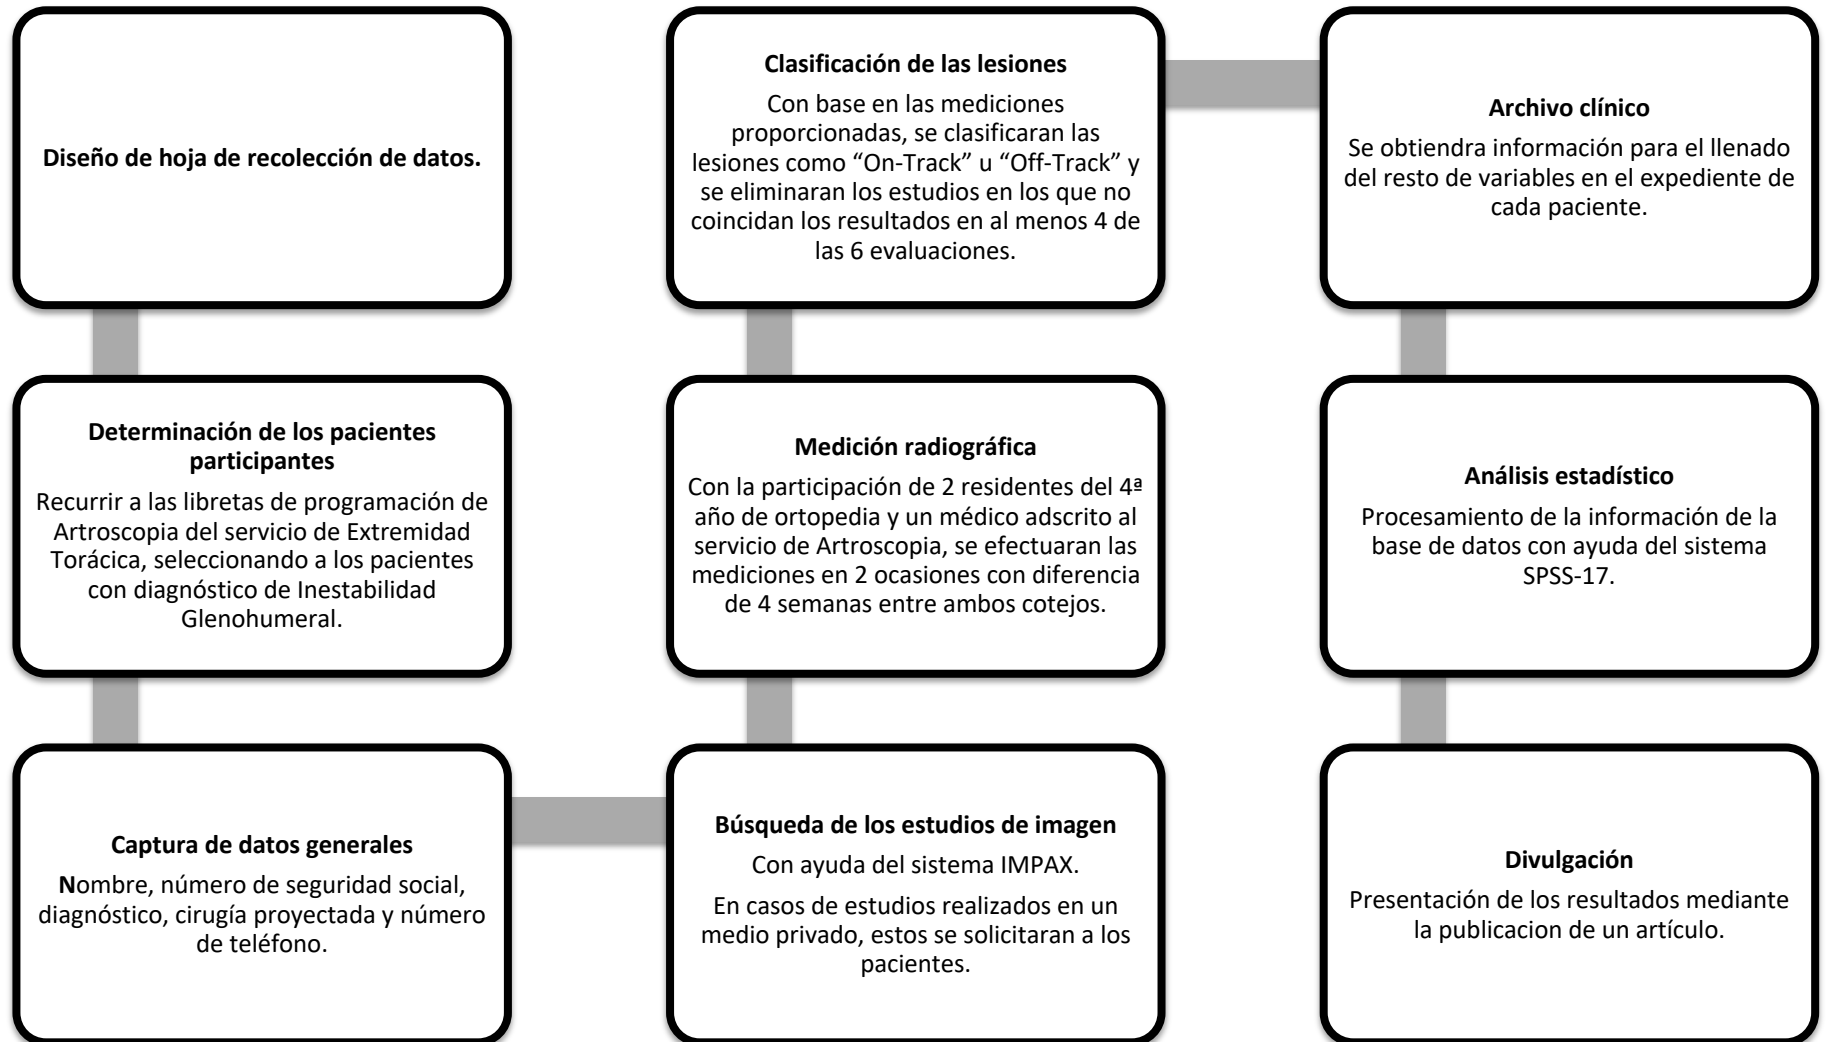 Diseño de hoja de recolección de datos.
Determinación de los pacientes
participantes
Recurrir a las libretas de programación de
Artroscopia del servicio de Extremidad
Torácica, seleccionando a los pacientes
con diagnóstico de Inestabilidad
Glenohumeral.
Captura de datos generales
Nombre, número de seguridad social,
diagnóstico, cirugía proyectada y número
de teléfono.
Búsqueda de los estudios de imagen
Con ayuda del sistema IMPAX.
En casos de estudios realizados en un
medio privado, estos se solicitaran a los
pacientes.
Medición radiográfica
Con la participación de 2 residentes del 4ª
año de ortopedia y un médico adscrito al
servicio de Artroscopia, se efectuaran las
mediciones en 2 ocasiones con diferencia
de 4 semanas entre ambos cotejos.
Clasificación de las lesiones
Con base en las mediciones
proporcionadas, se clasificaran las
lesiones como “On-Track” u “Off-Track” y
se eliminaran los estudios en los que no
coincidan los resultados en al menos 4 de
las 6 evaluaciones.
Archivo clínico
Se obtiendra información para el llenado
del resto de variables en el expediente de
cada paciente.
Análisis estadístico
Procesamiento de la información de la
base de datos con ayuda del sistema
SPSS-17.
Divulgación
Presentación de los resultados mediante
la publicacion de un artículo.